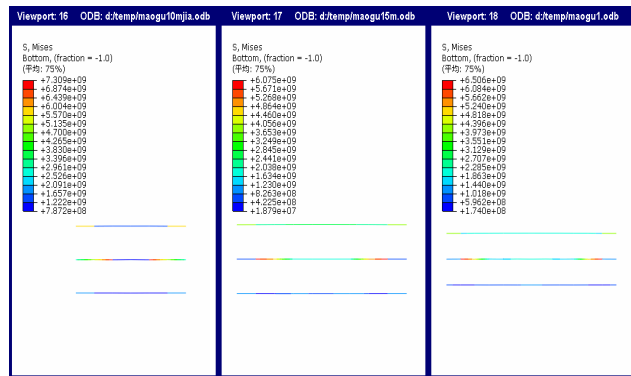 Viewport: 16 ODB: d:/temp/maogu10mjia.odb
S, Mises
Bottom, (fraction = -1.0)
(平均: 75%)
+7.309e+09
+6.874e+09
+6.439e+09
+6.004e+09
+5.570e+09
+5.135e+09
+4.700e+09
+4.265e+09
+3.830e+09
+3.396e+09
+2.961e+09
+2.526e+09
+2.091e+09
+1.657e+09
+1.222e+09
+7.872e+08
Viewport: 17 ODB: d:/temp/maogu15m.odb
S, Mises
Bottom, (fraction = -1.0)
(平均: 75%)
+6.075e+09
+5.671e+09
+5.268e+09
+4.864e+09
+4.460e+09
+4.056e+09
+3.653e+09
+3.249e+09
+2.845e+09
+2.441e+09
+2.038e+09
+1.634e+09
+1.230e+09
+8.263e+08
+4.225e+08
+1.879e+07
Viewport: 18 ODB: d:/temp/maogu1.odb
S, Mises
Bottom, (fraction = -1.0)
(平均: 75%)
+6.506e+09
+6.084e+09
+5.662e+09
+5.240e+09
+4.818e+09
+4.396e+09
+3.973e+09
+3.551e+09
+3.129e+09
+2.707e+09
+2.285e+09
+1.863e+09
+1.440e+09
+1.018e+09
+5.962e+08
+1.740e+08